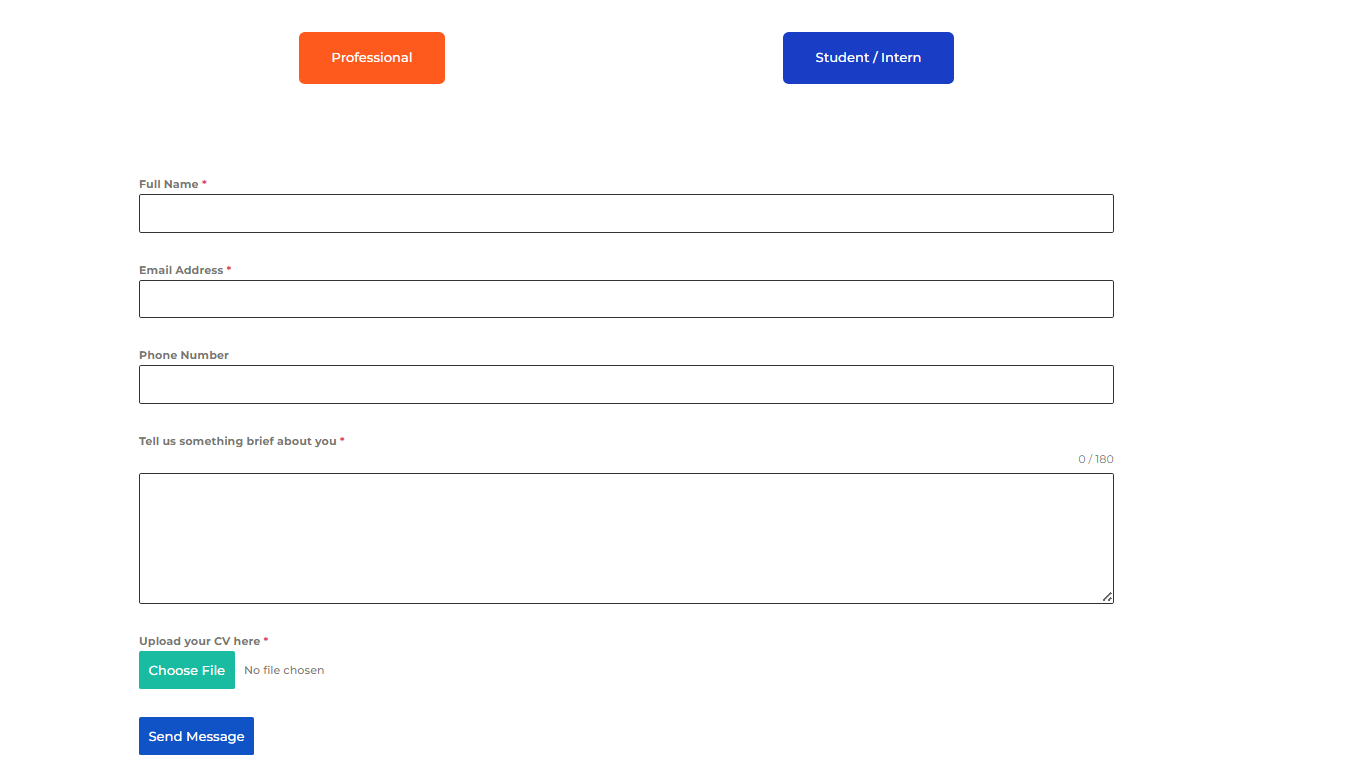 Professional
Student / Intern
Full Name *
Email Address *
Phone Number
Tell us something brief about you *
0 / 180
Upload your CV here *
Choose File No file chosen
Send Message